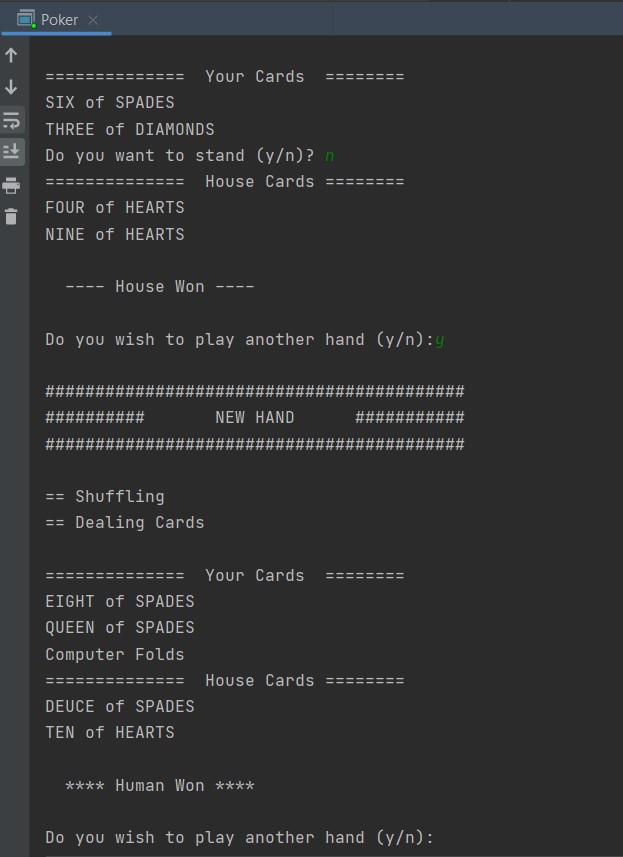 Poker
==============  Your Cards  ========
SIX of SPADES
THREE of DIAMONDS
Do you want to stand (y/n)? n
==============  House Cards ========
FOUR of HEARTS
NINE of HEARTS
  ---- House Won ----
Do you wish to play another hand (y/n):y
##########################################
##########       NEW HAND      ###########
##########################################
== Shuffling
== Dealing Cards
==============  Your Cards  ========
EIGHT of SPADES
QUEEN of SPADES
Computer Folds
==============  House Cards ========
DEUCE of SPADES
TEN of HEARTS
  **** Human Won ****
Do you wish to play another hand (y/n):